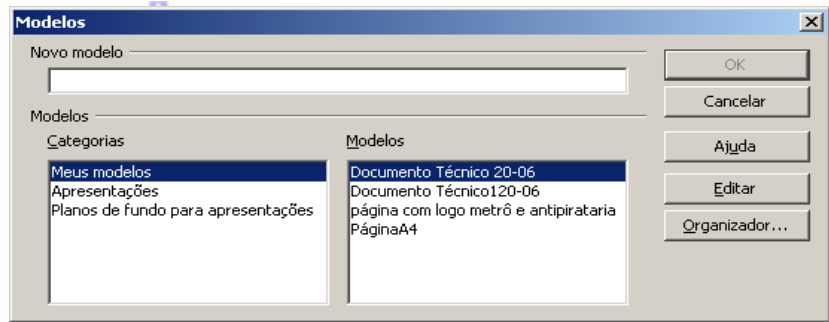 Modelos
Novo modelo
OK
Cancelar
Modelos
Categorias
Modelos
Ajuda
Meus modelos
Apresentações
Planos de fundo para apresentações
Documento Técnico 20-06
Documento Técnico120-06
página com logo metrô e antipirataria
PáginaA4
Editar
Organizador...